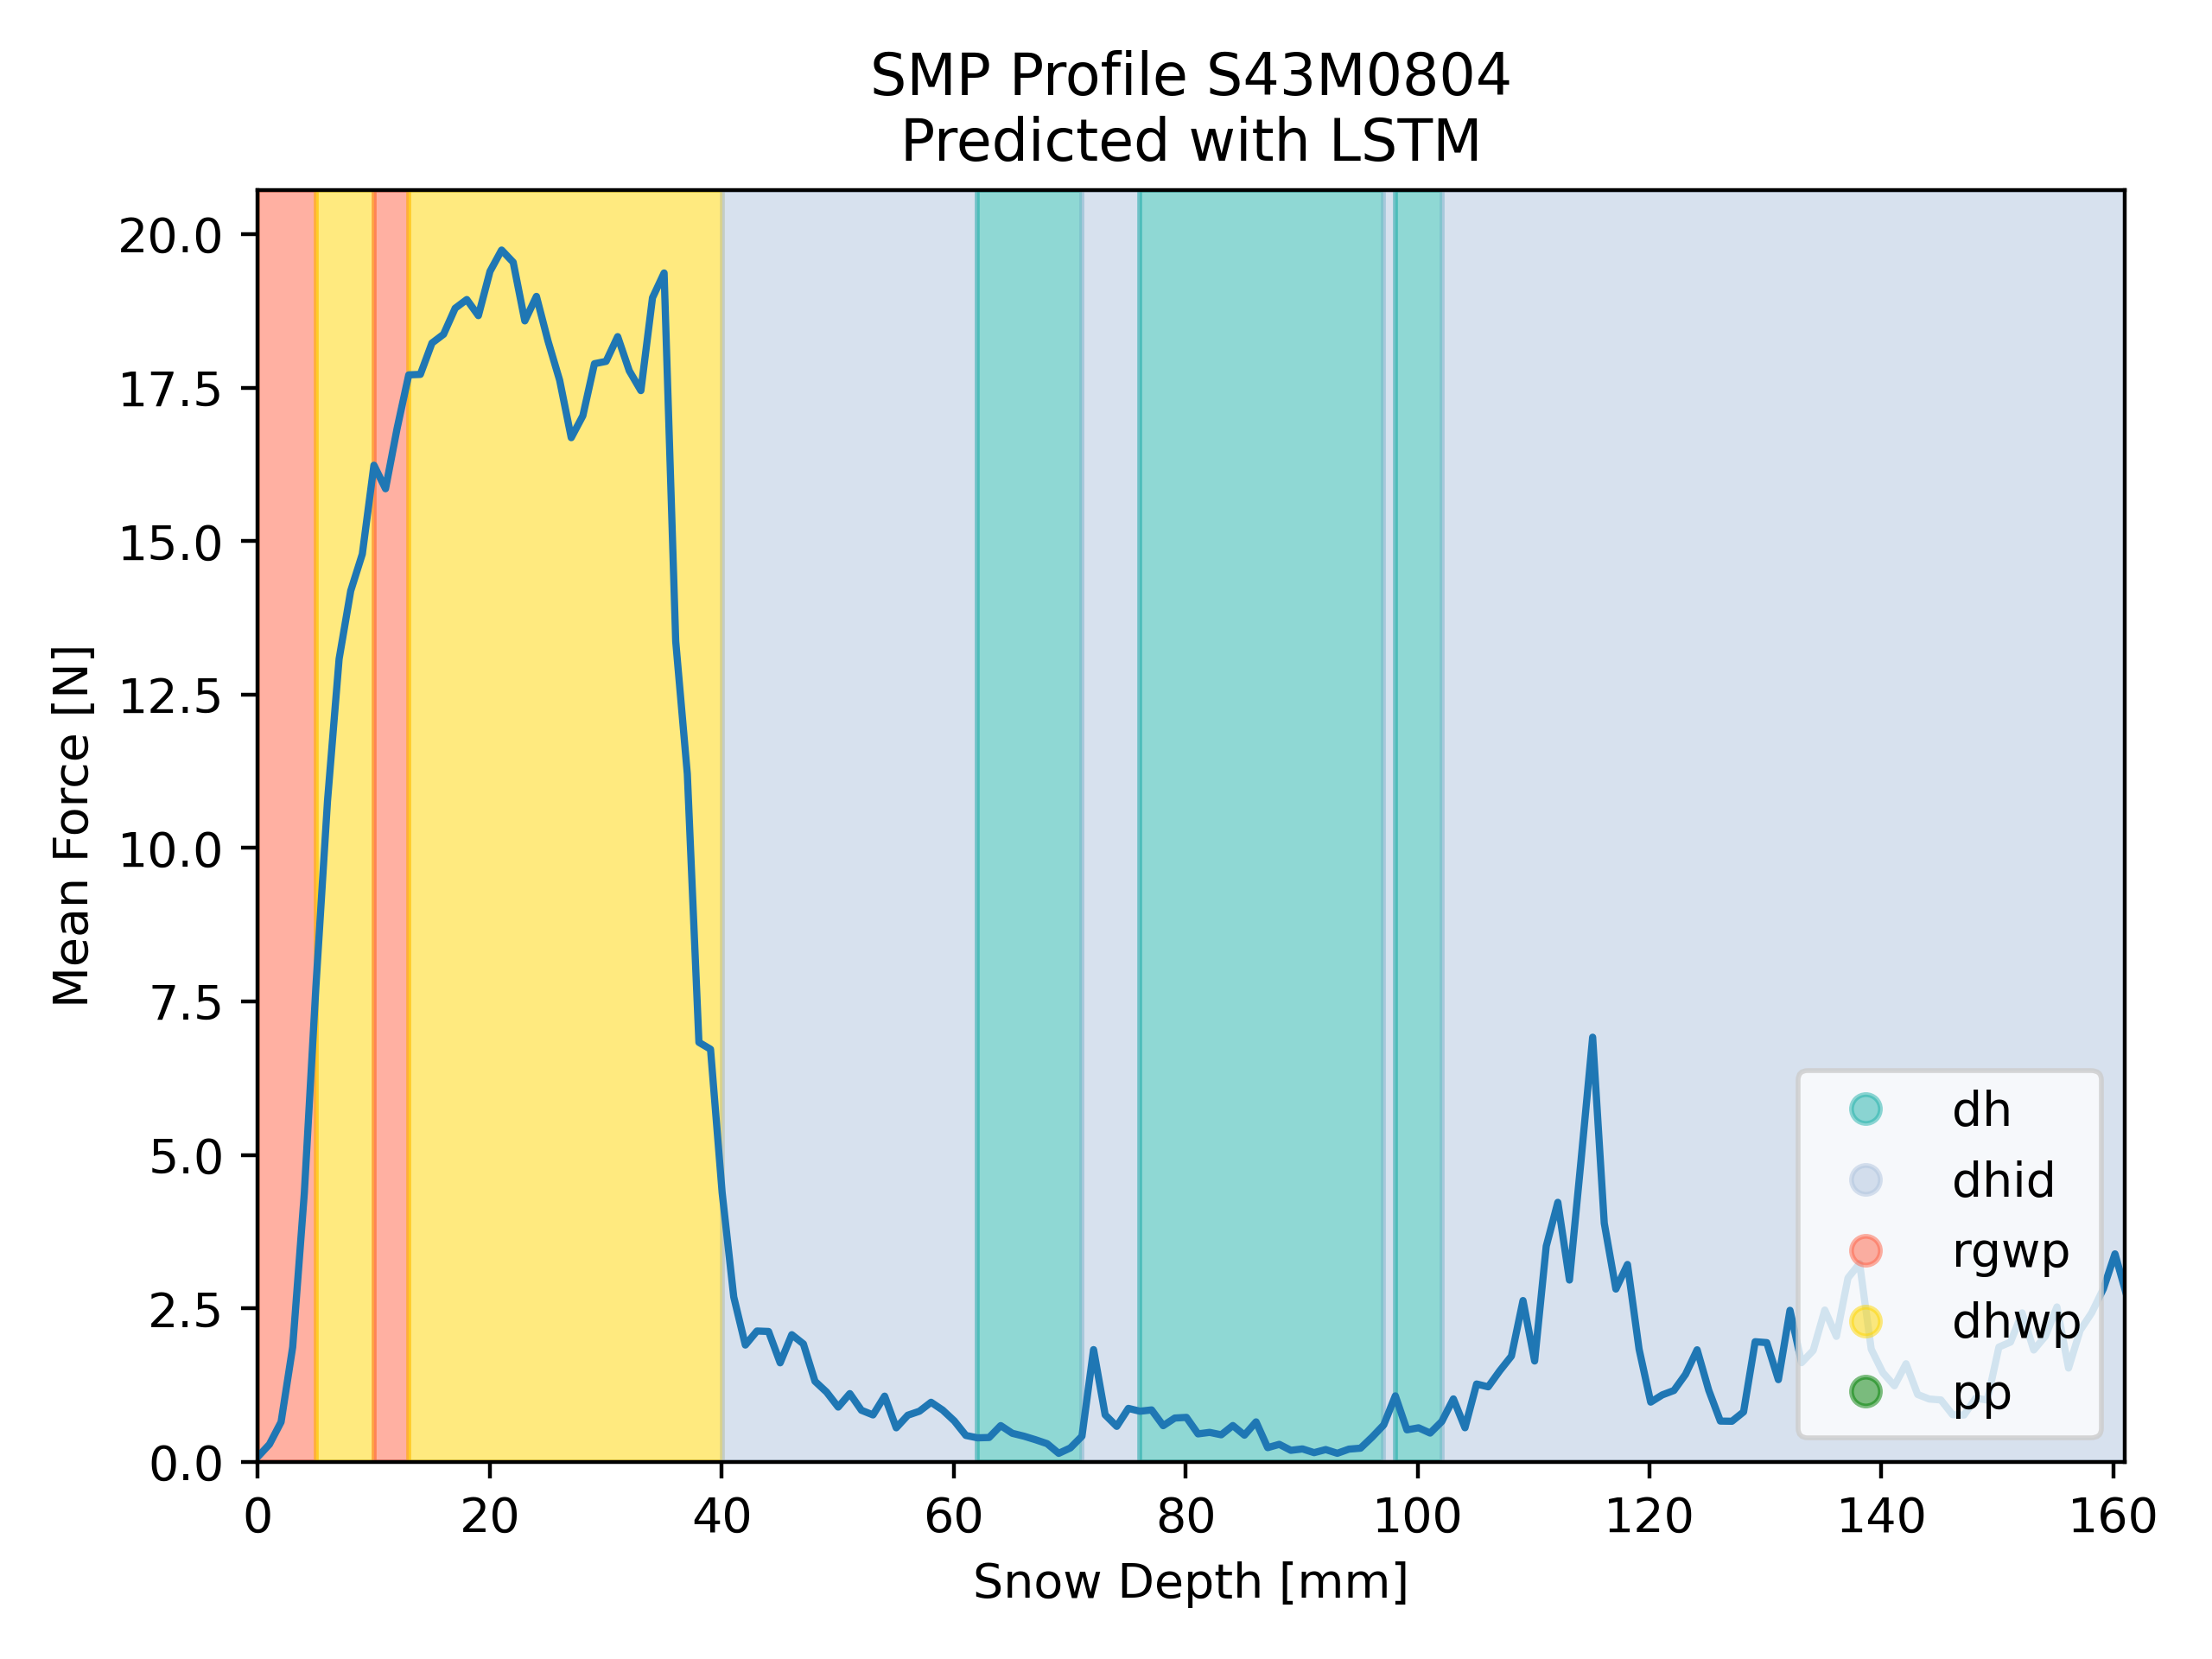 SMP Profile S43M0804
Predicted with LSTM
20.0
17.5
15.0
12.5
10.0
7.5
5.0
2.5
0.0
Mean Force [N]
0 20 40 60 80 100 120 140 160
Snow Depth [mm]
dh
dhid
rgwp
dhwp
pp